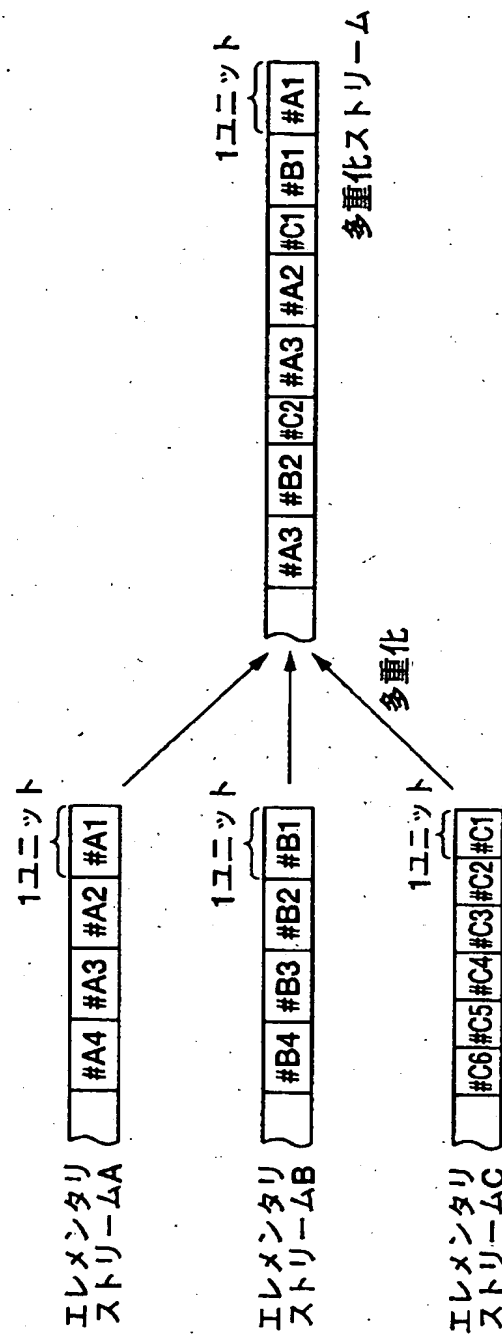 エレメンタリ
ストリームA
#A4 #A3 #A2 #A1
1ユニット
エレメンタリ
ストリームB
#B4 #B3 #B2 #B1
1ユニット
エレメンタリ
ストリームC
#C6 #C5 #C4 #C3 #C2 #C1
1ユニット
多重化
#A3 #B2 #C2 #A3 #A2 #C1 #B1 #A1
1ユニット
多重化ストリーム